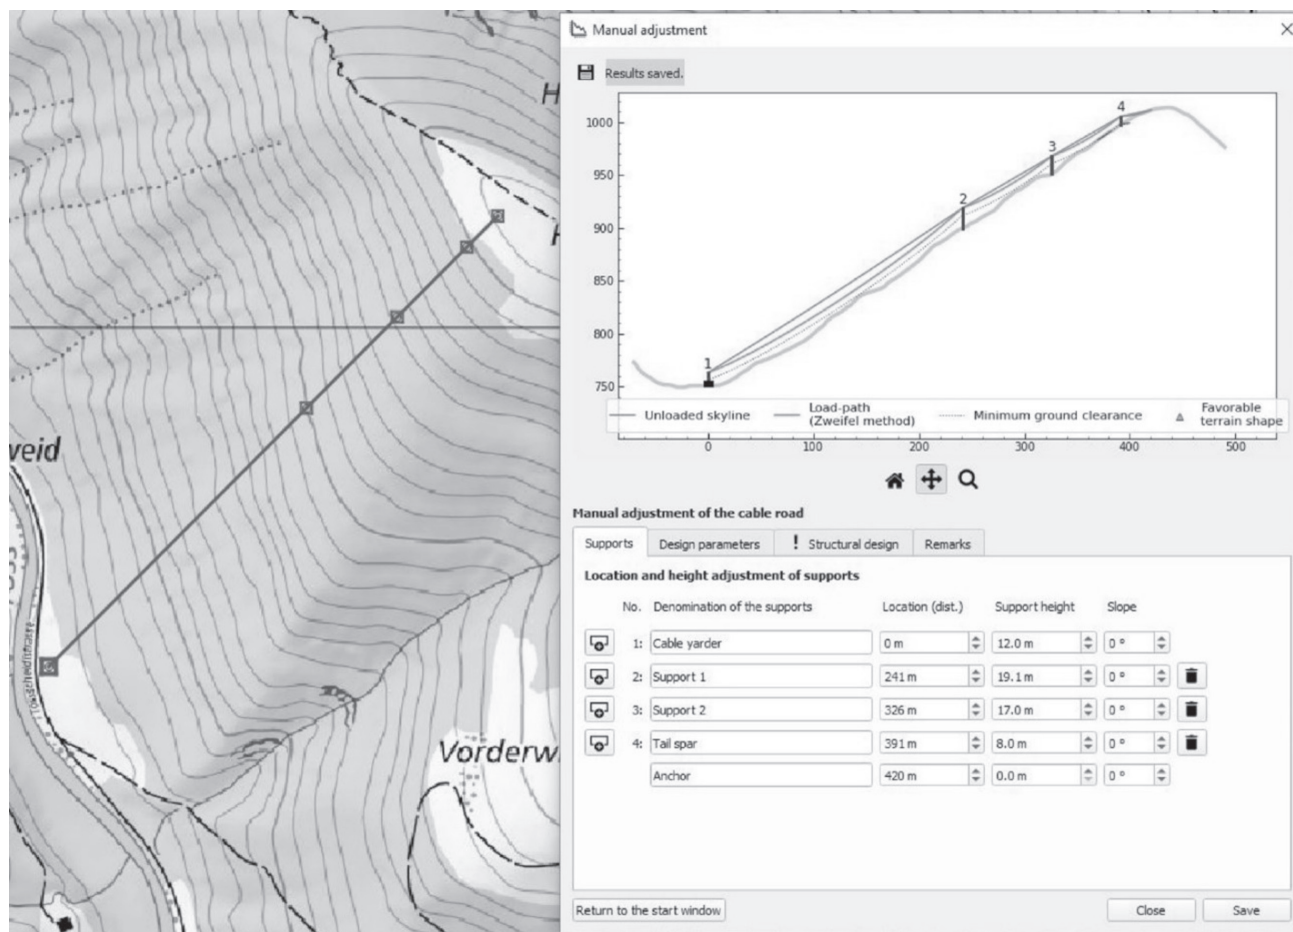 Manual adjustment
Results saved.
1000
950
900
850
800
750
1
2
3
4
Unloaded skyline
Load-path
(Zweifel method)
Minimum ground clearance
Favorable
terrain shape
0
100
200
300
400
500
Manual adjustment of the cable road
Supports Design parameters ! Structural design Remarks
Location and height adjustment of supports
No. Denomination of the supports Location (dist.) Support height Slope
1: Cable yarder 0 m 12.0 m 0 °
2: Support 1 241 m 19.1 m 0 °
3: Support 2 326 m 17.0 m 0 °
4: Tail spar 391 m 8.0 m 0 °
Anchor 420 m 0.0 m 0 °
Return to the start window Close Save
H
weid
Vorderw